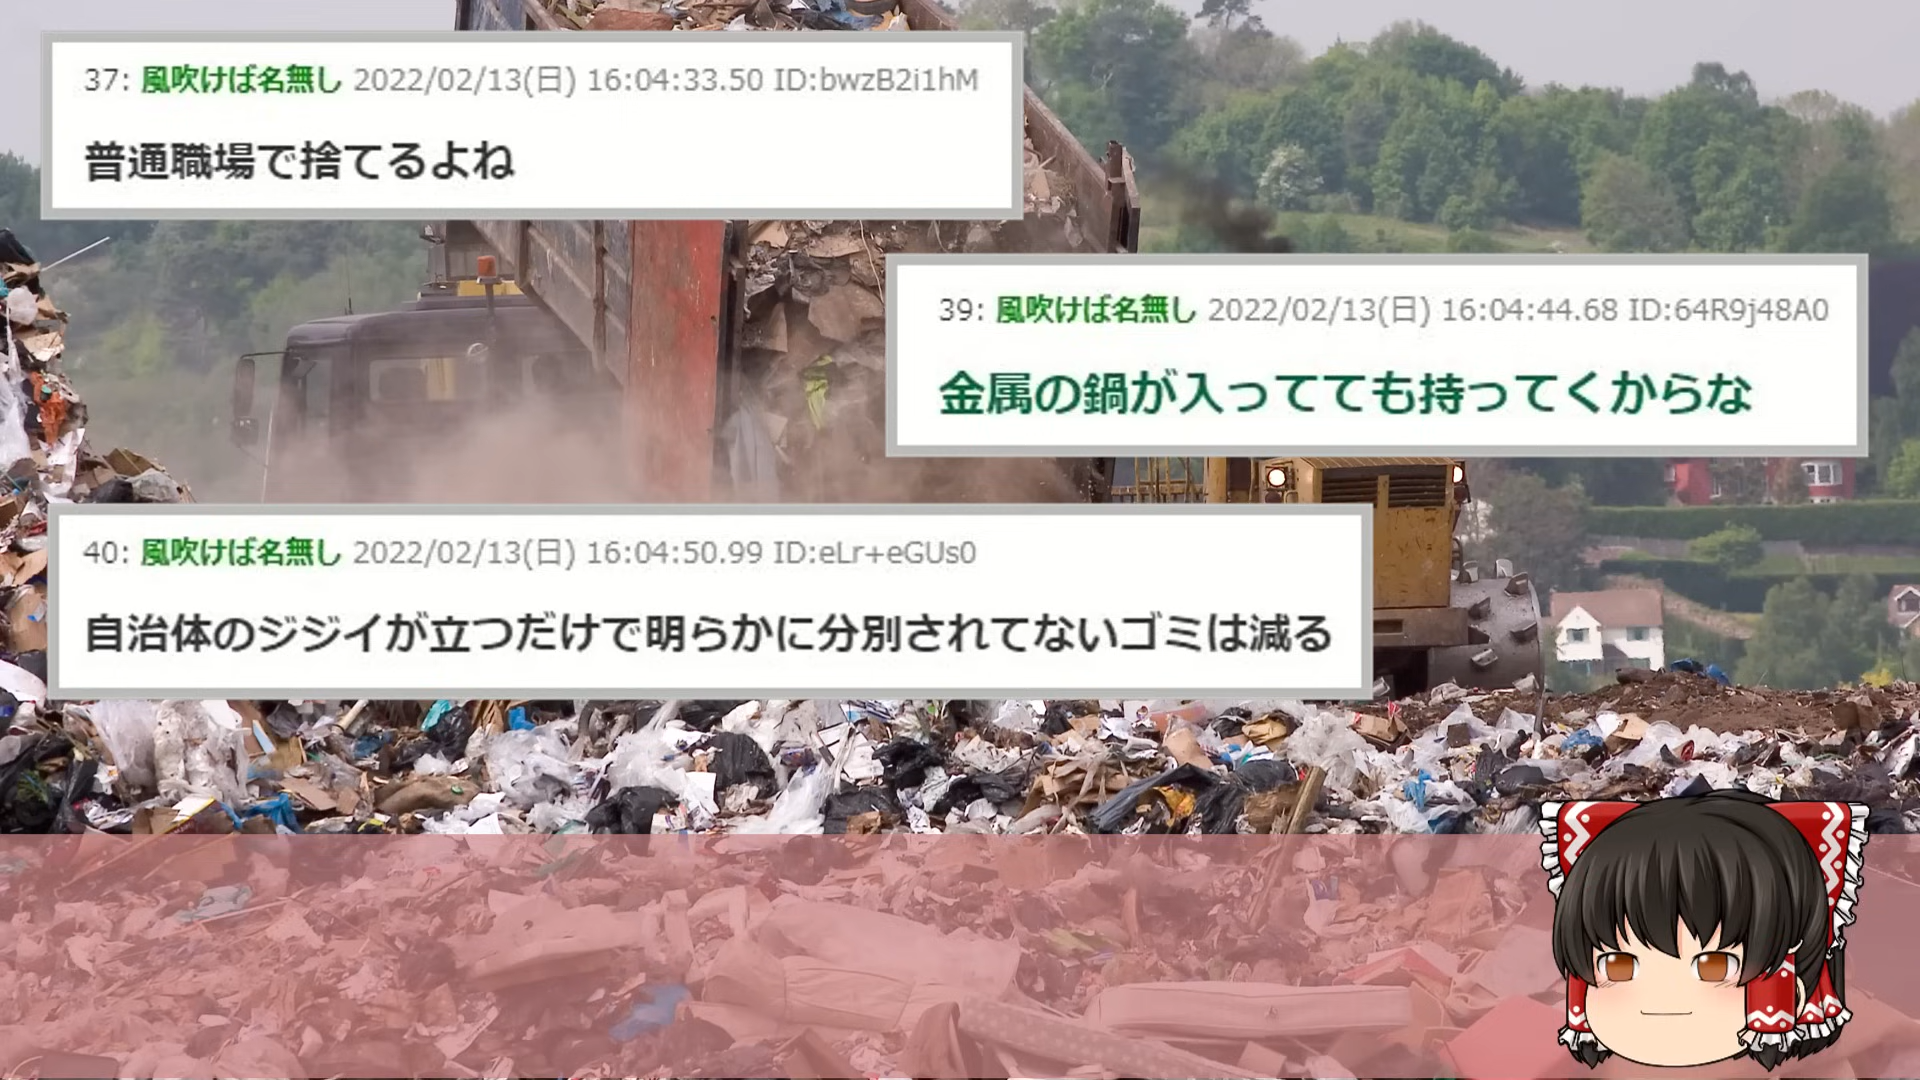 37: 風吹けば名無し 2022/02/13(日) 16:04:33.50 ID:bwzB2i1hM
普通職場で捨てるよね
39: 風吹けば名無し 2022/02/13(日) 16:04:44.68 ID:64R9j48A0
金属の鍋が入ってても持ってくからな
40: 風吹けば名無し 2022/02/13(日) 16:04:50.99 ID:eLr+eGUs0
自治体のジジイが立つだけで明らかに分別されてないゴミは減る